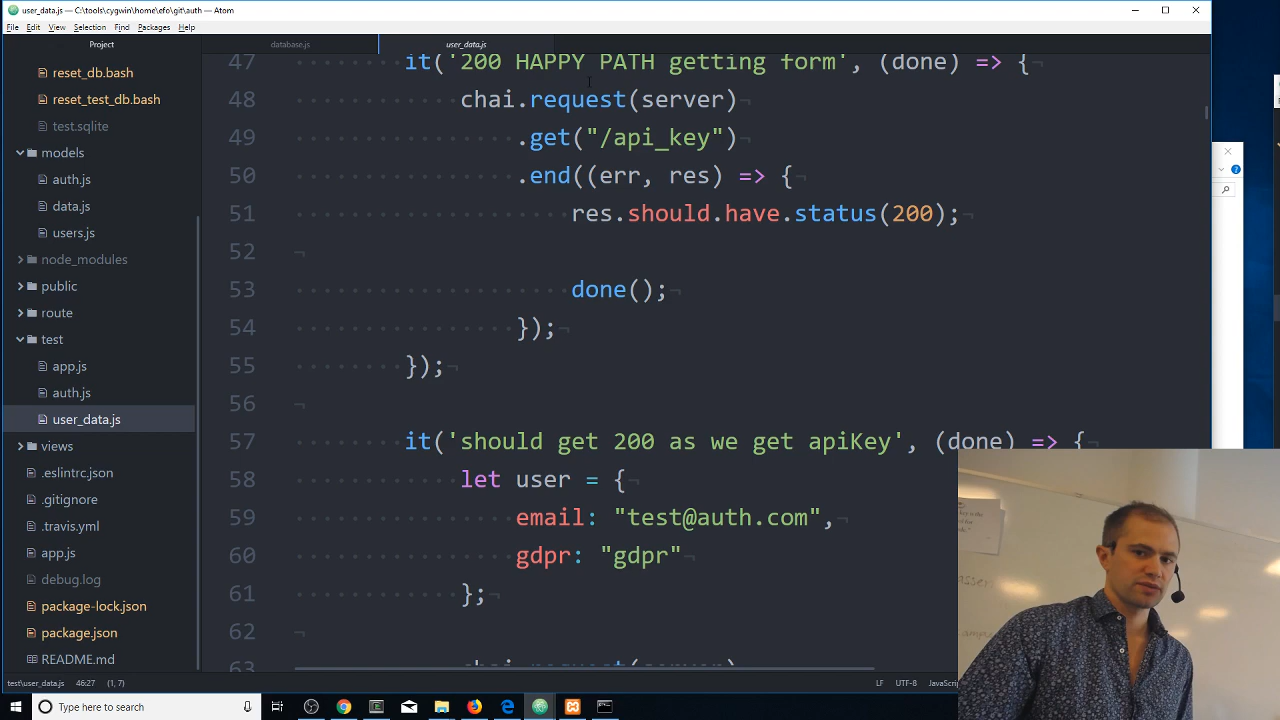 user_data.js — C:\tools\cygwin\home\efo\git\auth — Atom
File Edit View Selection Find Packages Help
Project
database.js
user_data.js
reset_db.bash
reset_test_db.bash
test.sqlite
models
auth.js
data.js
users.js
node_modules
public
route
test
app.js
auth.js
user_data.js
views
.eslintrc.json
.gitignore
.travis.yml
app.js
debug.log
package-lock.json
package.json
README.md
47 it('200 HAPPY PATH getting form', (done) => {
48 chai.request(server)
49 .get("/api_key")
50 .end((err, res) => {
51 res.should.have.status(200);
52
53 done();
54 });
55 });
56
57 it('should get 200 as we get apiKey', (done) => {
58 let user = {
59 email: "test@auth.com",
60 gdpr: "gdpr"
61 };
62
63 chai.request(server)
test\user_data.js 46:27 (1, 7)
LF UTF-8 JavaScri
Type here to search